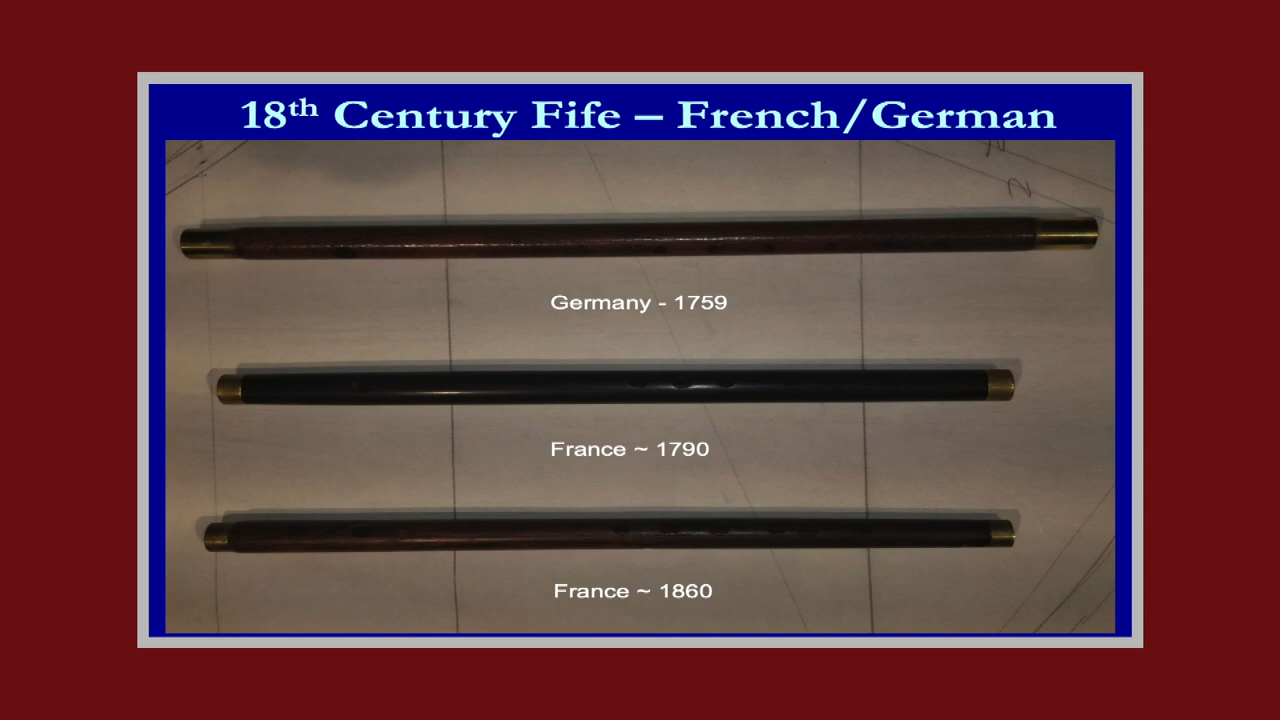 18th Century Fife – French/German
Germany - 1759
France ~ 1790
France ~ 1860